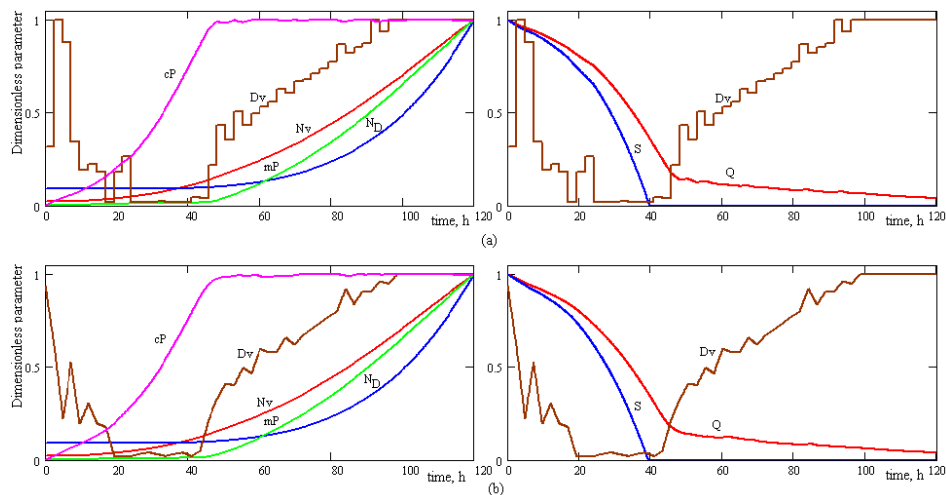 Dimensionless parameter
1
0.5
0
cP
Dv
Nv
N_D
mP
0 20 40 60 80 100 120
time, h
1
0.5
0
Dv
S
Q
0 20 40 60 80 100 120
time, h
(a)
Dimensionless parameter
1
0.5
0
cP
Dv
Nv
N_D
mP
0 20 40 60 80 100 120
time, h
1
0.5
0
Dv
S
Q
0 20 40 60 80 100 120
time, h
(b)